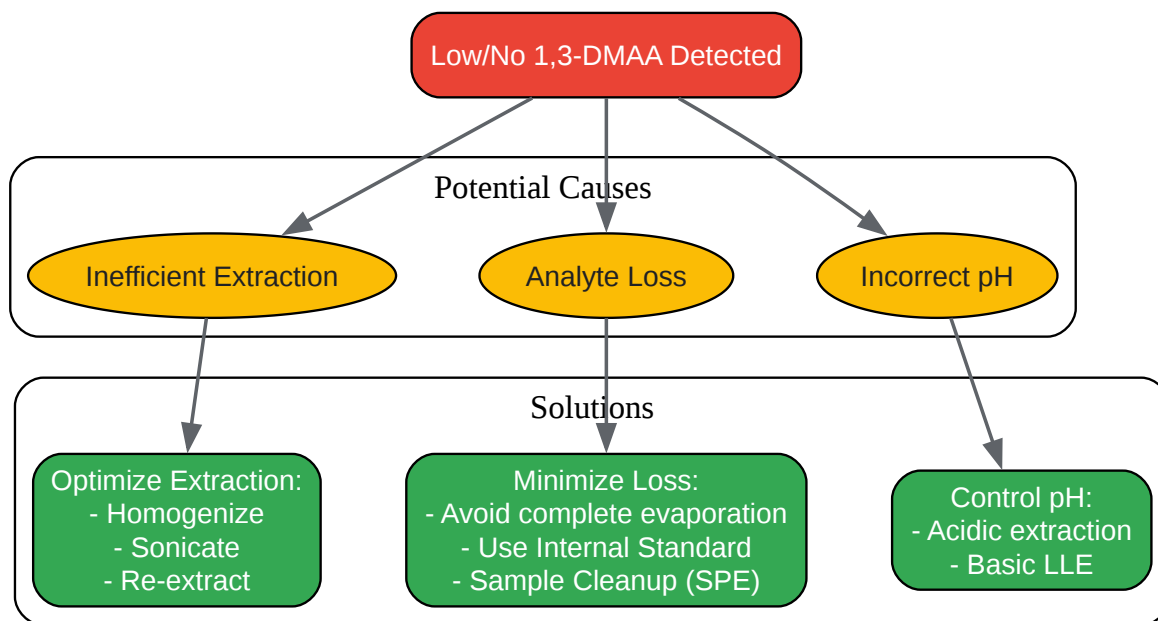 Low/No 1,3-DMAA Detected
Potential Causes
Inefficient Extraction
Analyte Loss
Incorrect pH
Solutions
Optimize Extraction:
- Homogenize
- Sonicate
- Re-extract
Minimize Loss:
- Avoid complete evaporation
- Use Internal Standard
- Sample Cleanup (SPE)
Control pH:
- Acidic extraction
- Basic LLE